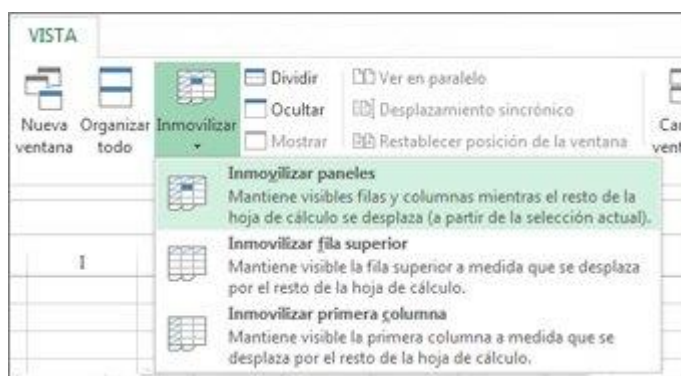 VISTA
Nueva ventana
Organizar todo
Inmovilizar
Dividir
Ocultar
Mostrar
Ver en paralelo
Desplazamiento sincrónico
Restablecer posición de la ventana
Inmovilizar paneles
Mantiene visibles filas y columnas mientras el resto de la
hoja de cálculo se desplaza (a partir de la selección actual).
Inmovilizar fila superior
Mantiene visible la fila superior a medida que se desplaza
por el resto de la hoja de cálculo.
Inmovilizar primera columna
Mantiene visible la primera columna a medida que se
desplaza por el resto de la hoja de cálculo.
I